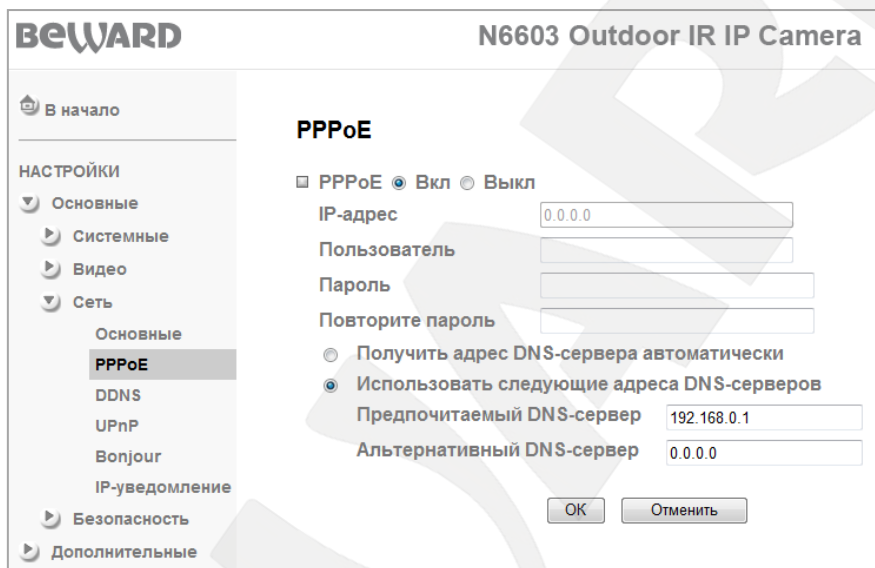 BEWARD
N6603 Outdoor IR IP Camera
В начало
НАСТРОЙКИ
Основные
Системные
Видео
Сеть
Основные
PPPoE
DDNS
UPnP
Bonjour
IP-уведомление
Безопасность
Дополнительные
PPPoE
PPPoE Вкл Выкл
IP-адрес 0.0.0.0
Пользователь
Пароль
Повторите пароль
Получить адрес DNS-сервера автоматически
Использовать следующие адреса DNS-серверов
Предпочитаемый DNS-сервер 192.168.0.1
Альтернативный DNS-сервер 0.0.0.0
OK Отменить